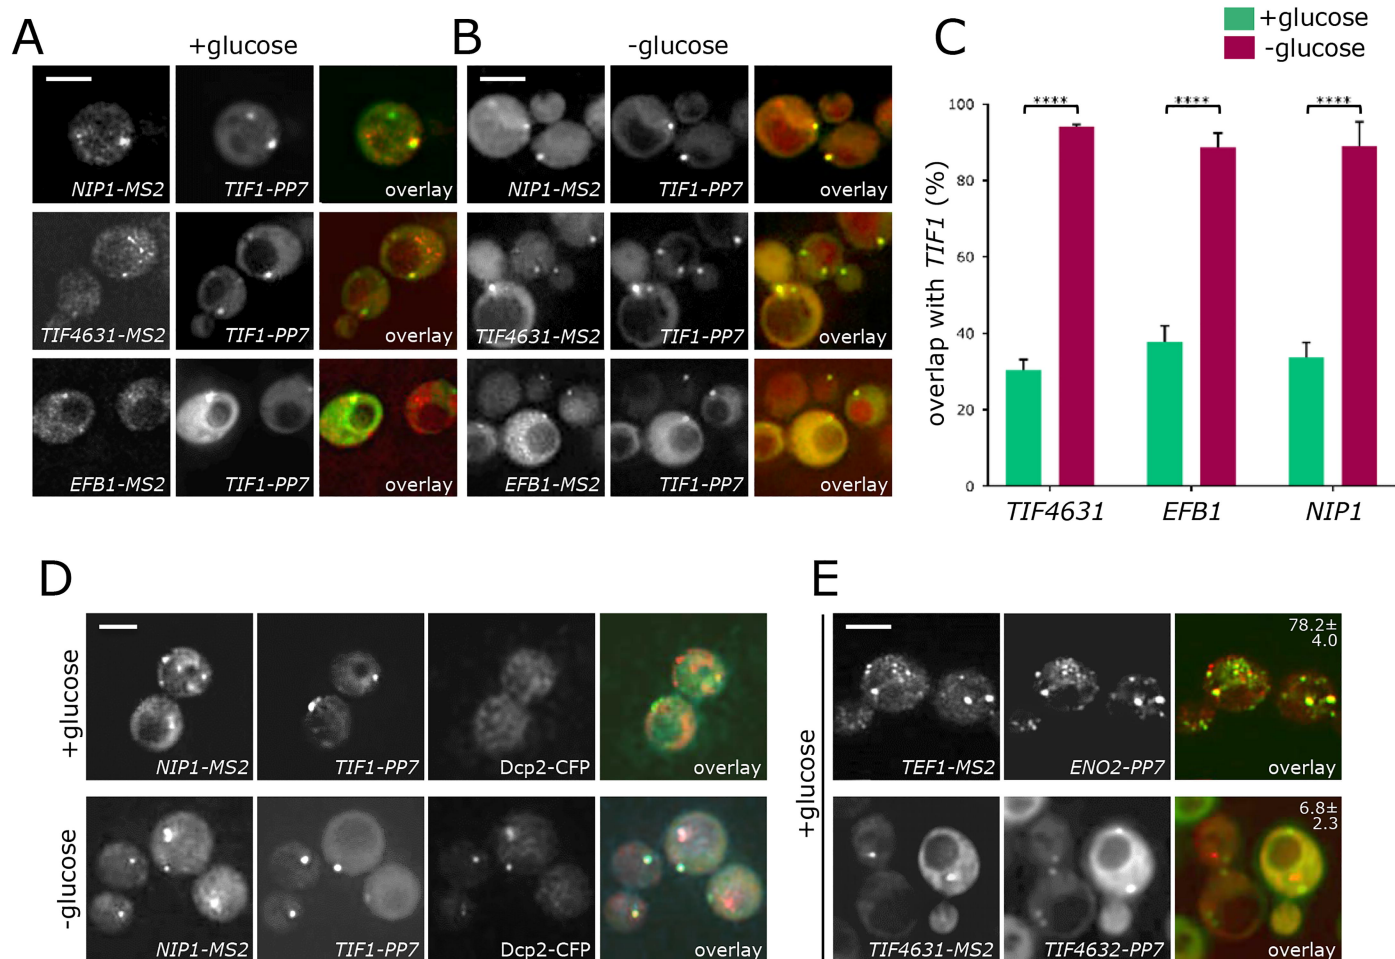 A
+glucose
B
-glucose
C
+glucose
-glucose
NIP1-MS2
TIF1-PP7
overlay
NIP1-MS2
TIF1-PP7
overlay
TIF4631-MS2
TIF1-PP7
overlay
TIF4631-MS2
TIF1-PP7
overlay
EFB1-MS2
TIF1-PP7
overlay
EFB1-MS2
TIF1-PP7
overlay
overlap with TIF1 (%)
100
80
60
40
20
0
****
****
****
TIF4631
EFB1
NIP1
D
+glucose
NIP1-MS2
TIF1-PP7
Dcp2-CFP
overlay
-glucose
NIP1-MS2
TIF1-PP7
Dcp2-CFP
overlay
E
+glucose
TEF1-MS2
ENO2-PP7
78.2±
4.0
overlay
TIF4631-MS2
TIF4632-PP7
6.8±
2.3
overlay